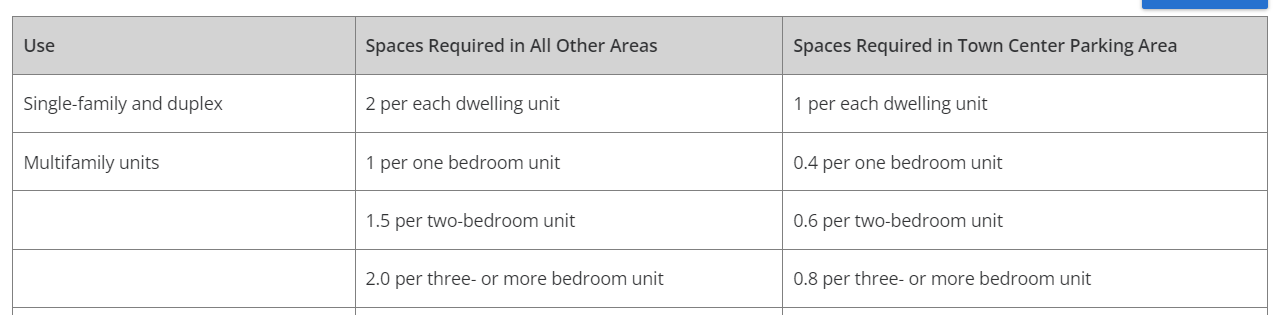 Use Spaces Required in All Other Areas Spaces Required in Town Center Parking Area
Single-family and duplex 2 per each dwelling unit 1 per each dwelling unit
Multifamily units 1 per one bedroom unit 0.4 per one bedroom unit
1.5 per two-bedroom unit 0.6 per two-bedroom unit
2.0 per three- or more bedroom unit 0.8 per three- or more bedroom unit